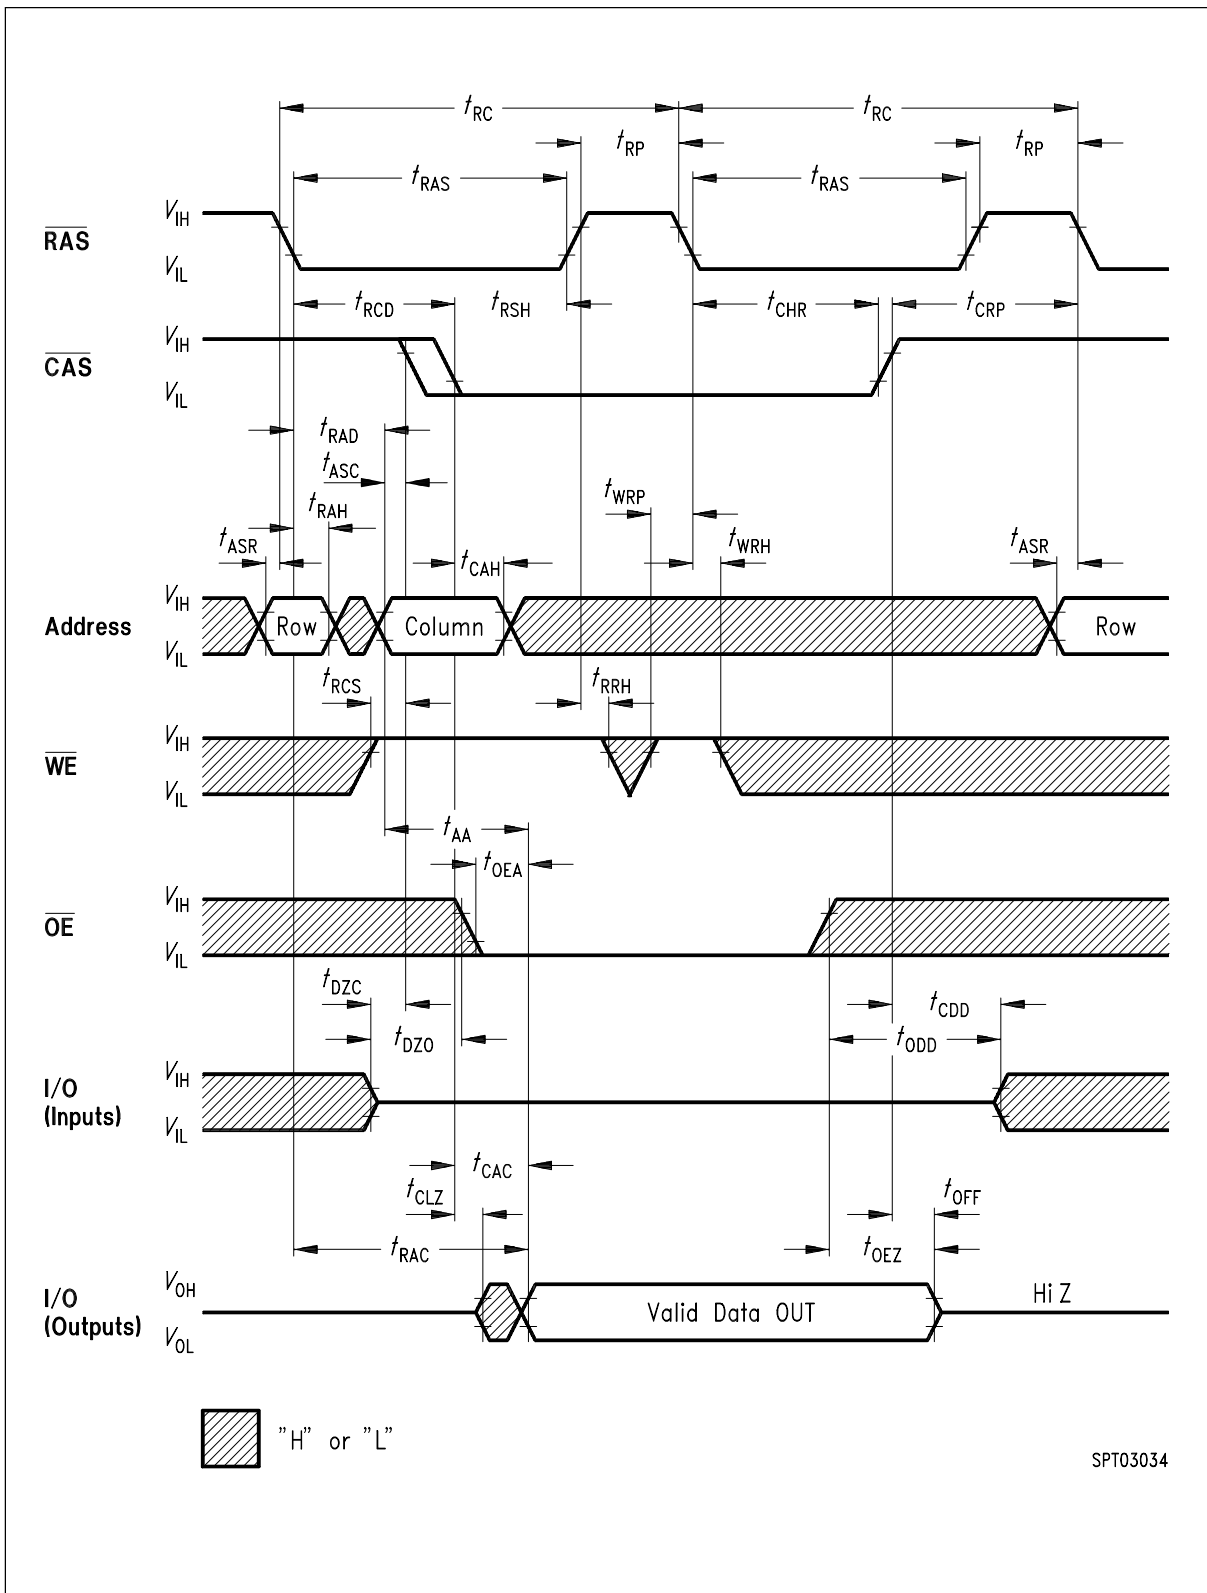 tRC tRC
tRP tRP
tRAS tRAS
VIH
RAS
VIL
tRCD tRSH tCHR tCRP
VIH
CAS
VIL
tRAD
tASC
tRAH tWRP
tASR tCAH tWRH tASR
VIH
Address Row Column Row
VIL
tRCS tRRH
VIH
WE
VIL
tAA
tOEA
VIH
OE
VIL
tDZC tCDD
tDZO tODD
VIH
I/O
(Inputs)
VIL
tCAC
tCLZ tOFF
tRAC tOEZ
VOH Hi Z
I/O
(Outputs) Valid Data OUT
VOL
"H" or "L"
SPT03034